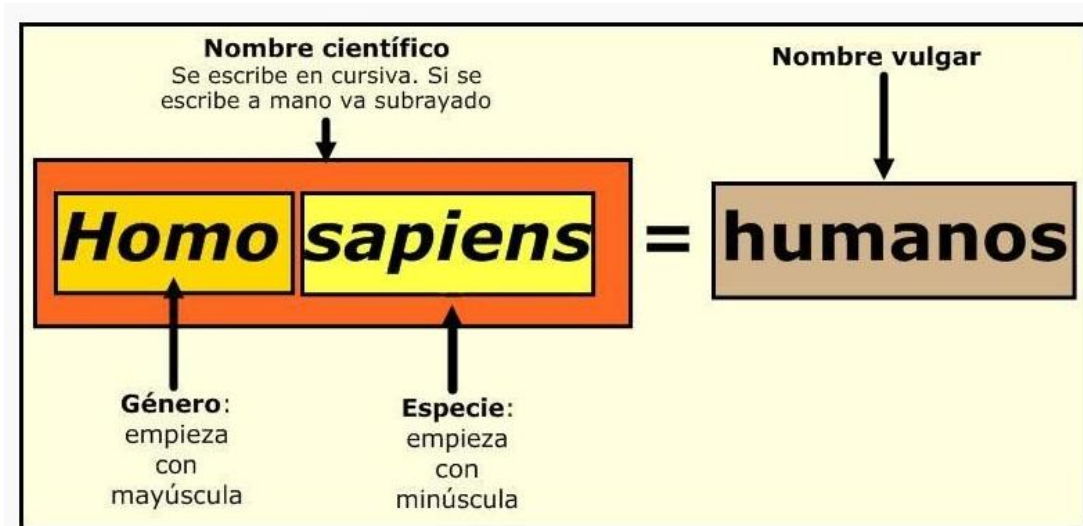 Nombre científico
Se escribe en cursiva. Si se
escribe a mano va subrayado
Nombre vulgar
Homo sapiens = humanos
Género:
empieza
con
mayúscula
Especie:
empieza
con
minúscula